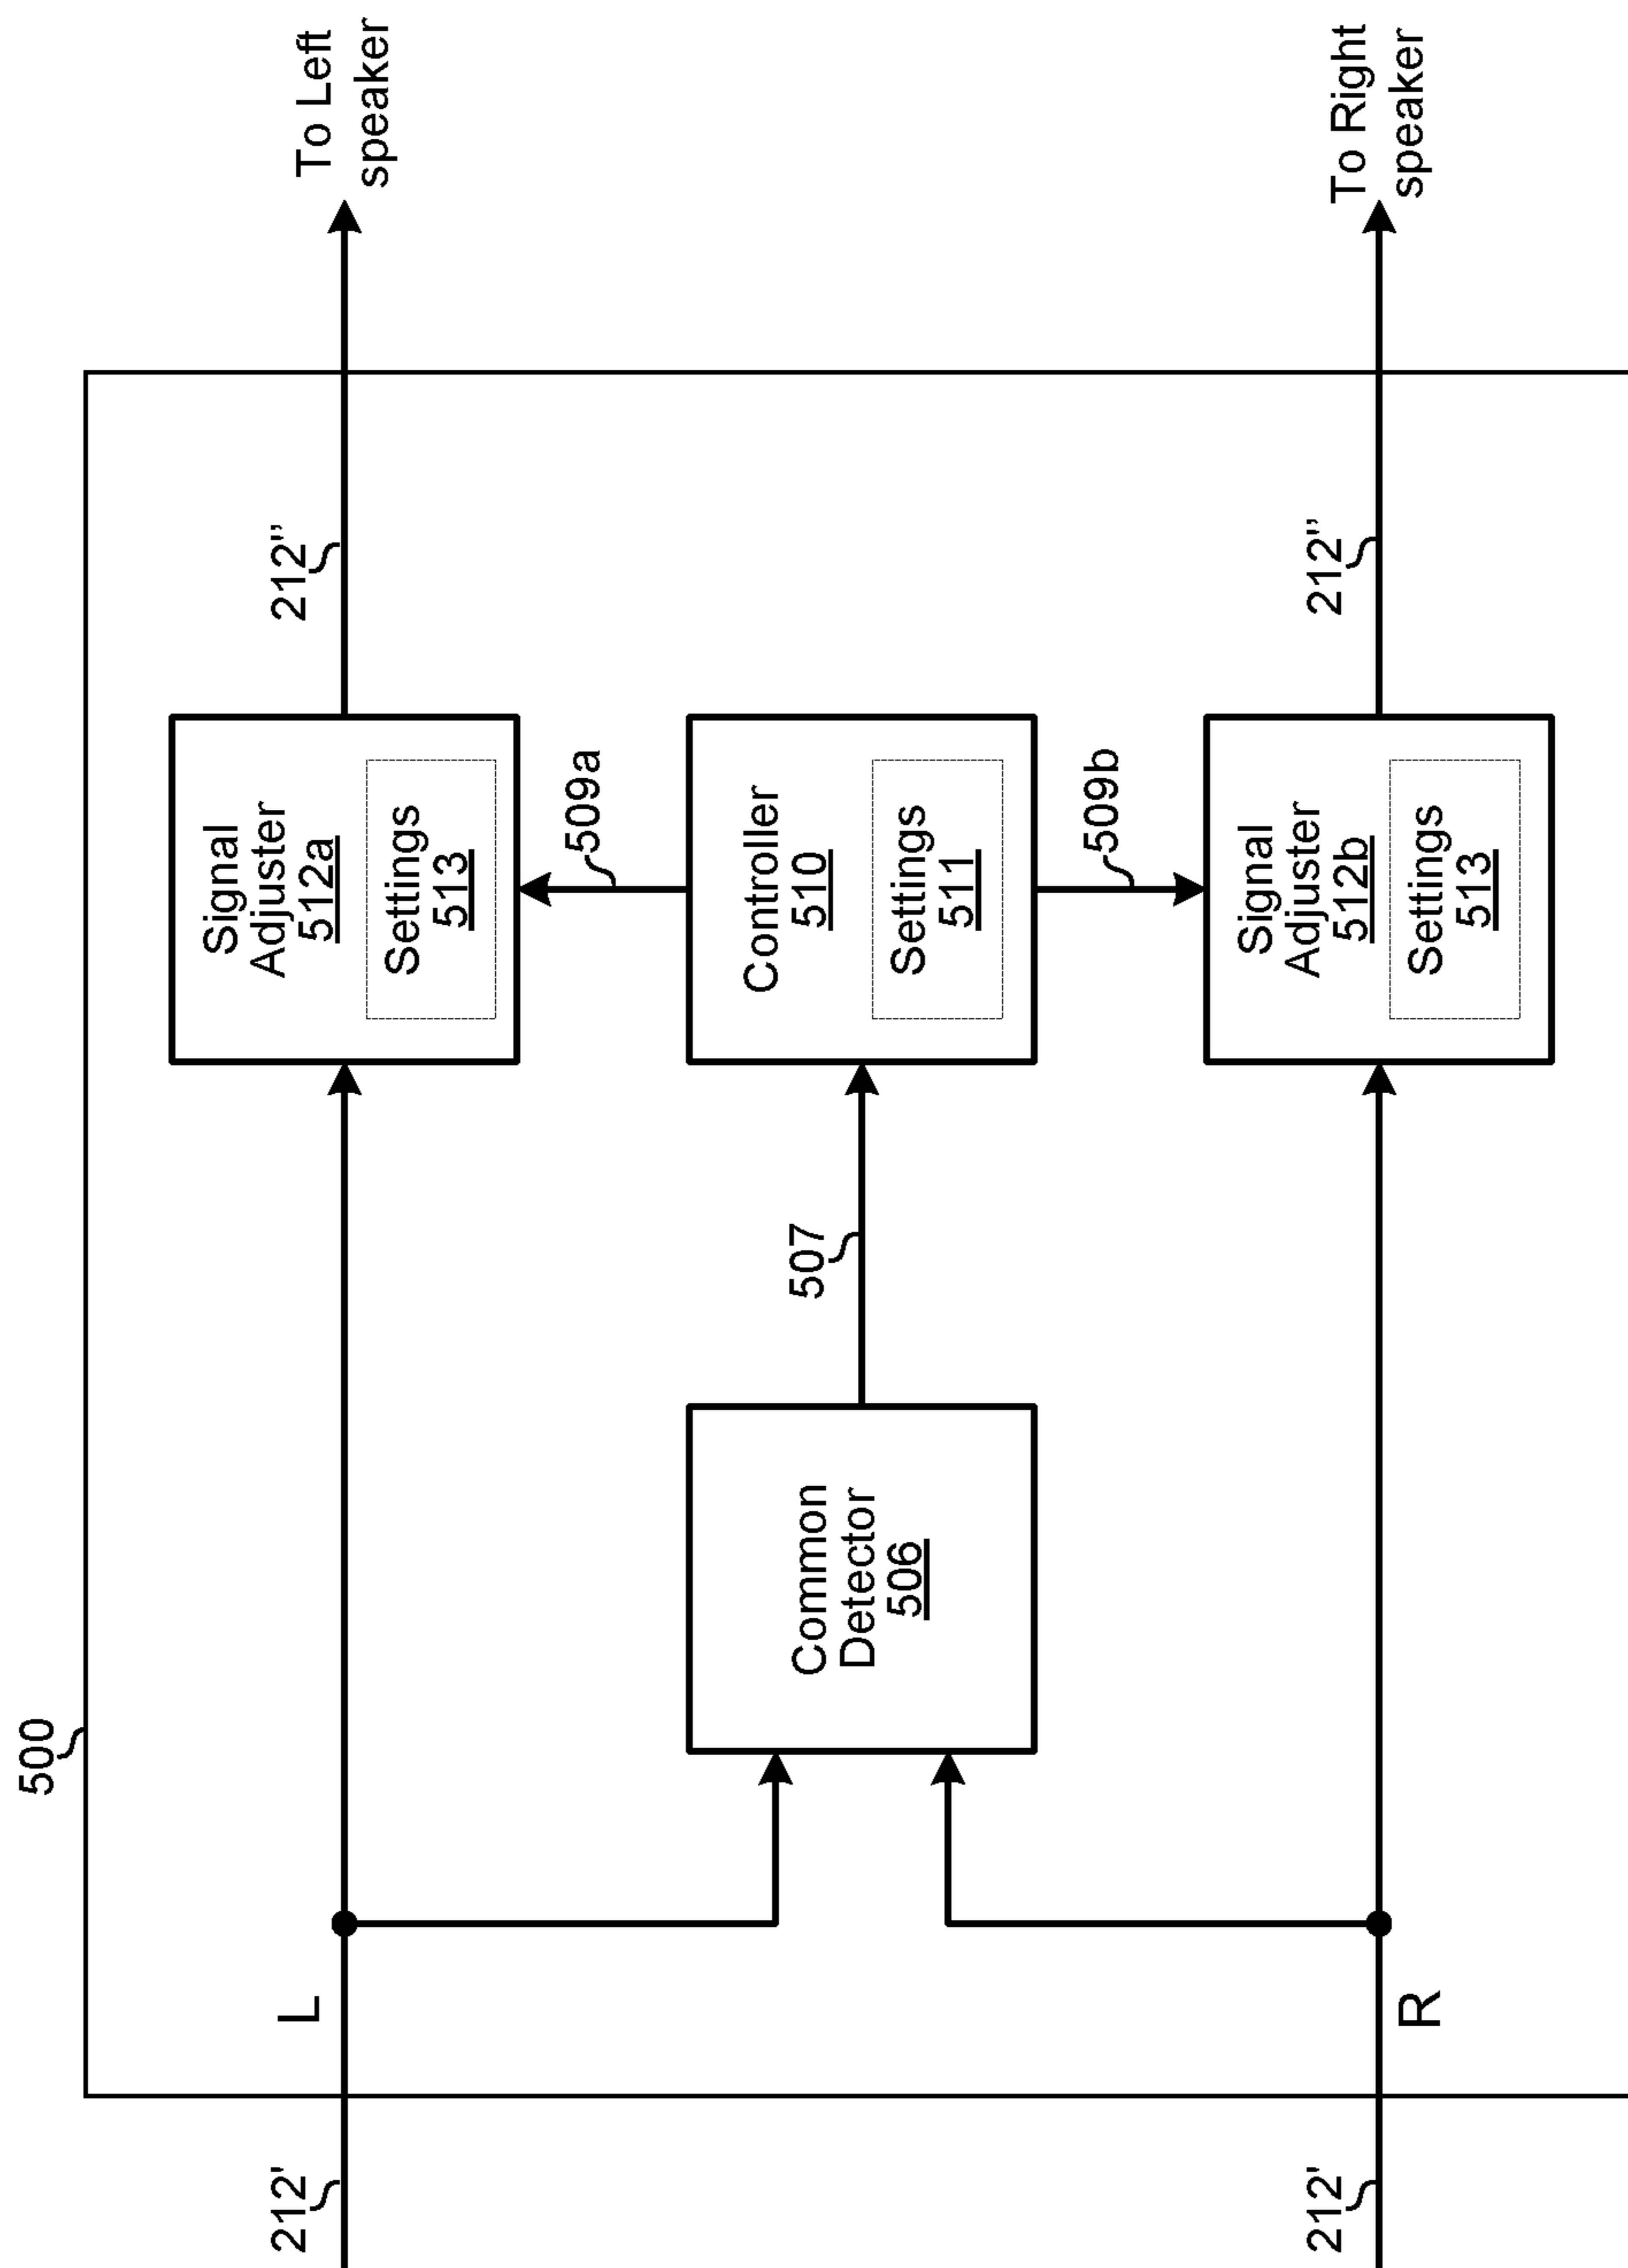 500
212'
L
212"
To Left
speaker
Signal
Adjuster
512a
Settings
513
509a
Common
Detector
506
507
Controller
510
Settings
511
509b
Signal
Adjuster
512b
Settings
513
212'
R
212"
To Right
speaker